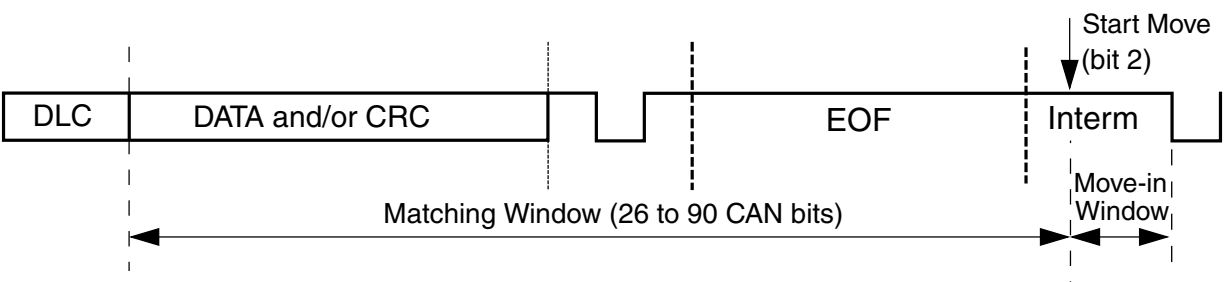 Start Move
(bit 2)
DLC
DATA and/or CRC
EOF
Interm
Move-in
Window
Matching Window (26 to 90 CAN bits)